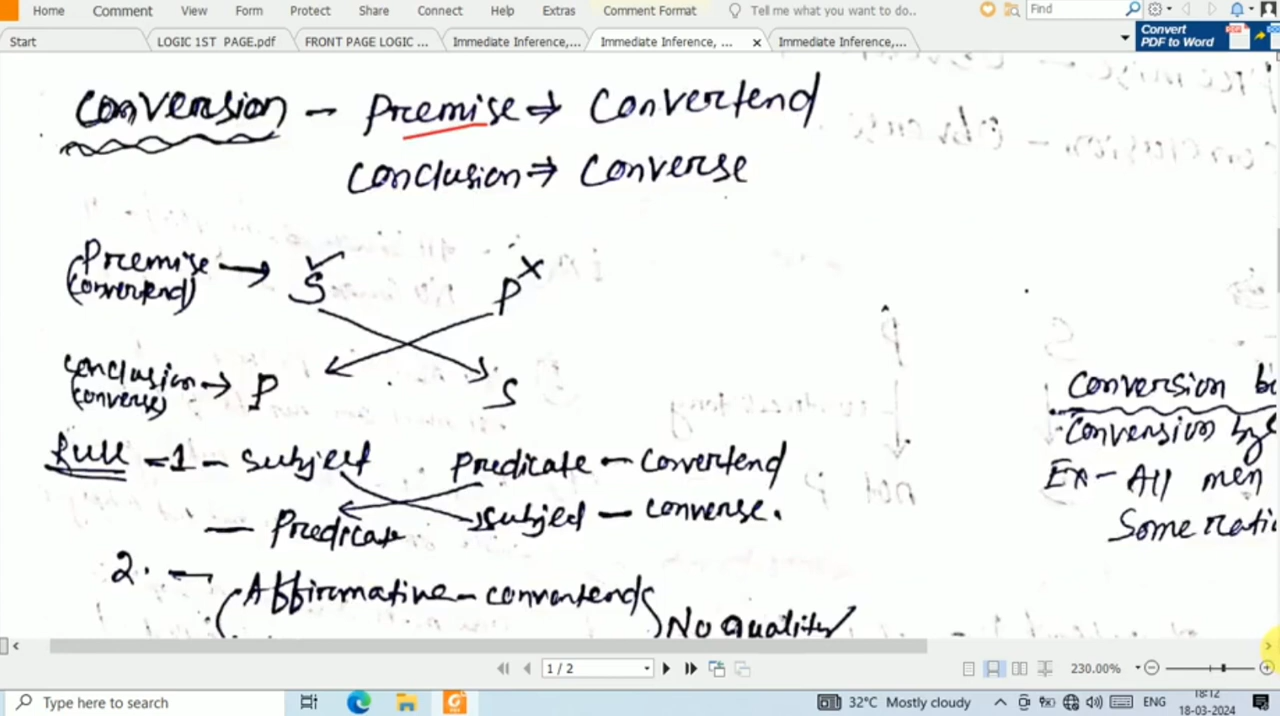 Home Comment View Form Protect Share Connect Help Extras Comment Format Tell me what you want to do.. Find
Start LOGIC 1ST PAGE.pdf FRONT PAGE LOGIC ... Immediate Inference,... Immediate Inference, ... × Immediate Inference,...
Convert
PDF to Word
Conversion - Premise ⇒ Convertend
Conclusion ⇒ Converse
Premise → S P
(convertend)
Conclusion → P S
(converse)
Rule - 1 - Subject Predicate - Convertend
- Predicate Subject - converse.
2. - Affirmative - convertend
No quality
Conversion
Conversion by
Ex - All men
Some
P
not P
1 / 2 230.00%
Type here to search 32°C Mostly cloudy ENG 18:12
18-03-2024